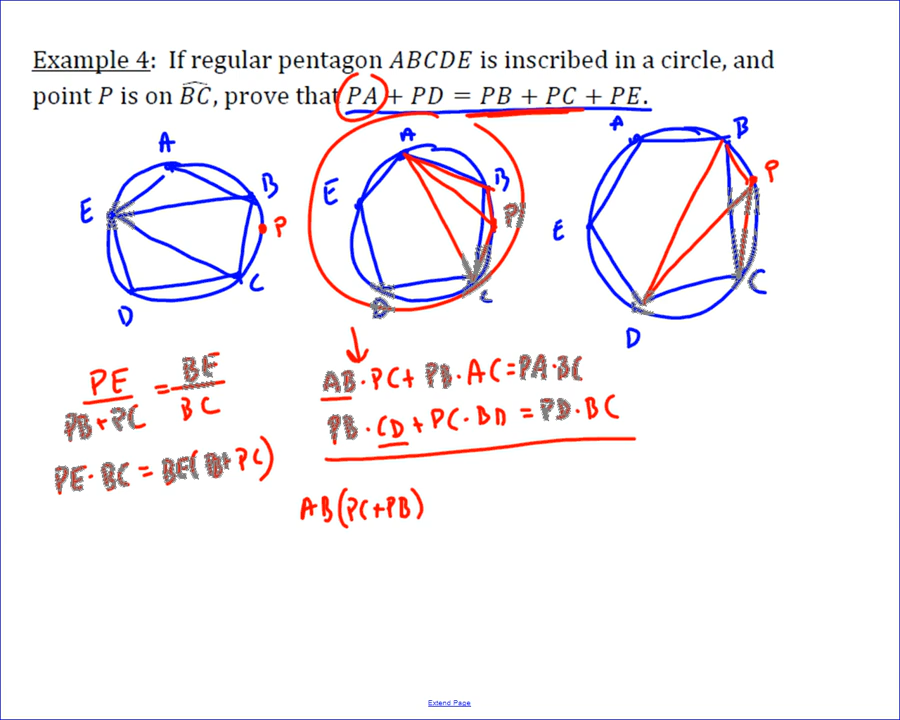 Example 4: If regular pentagon ABCDE is inscribed in a circle, and
point P is on BC, prove that PA + PD = PB + PC + PE.
A
B
P
C
D
E
A
B
P
C
D
E
A
B
P
C
D
E
PE / PB+PC = BE / BC
PE · BC = BE(PB+PC)
AB · PC + PB · AC = PA · BC
PB · CD + PC · BD = PD · BC
AB(PC+PB)
Extend Page